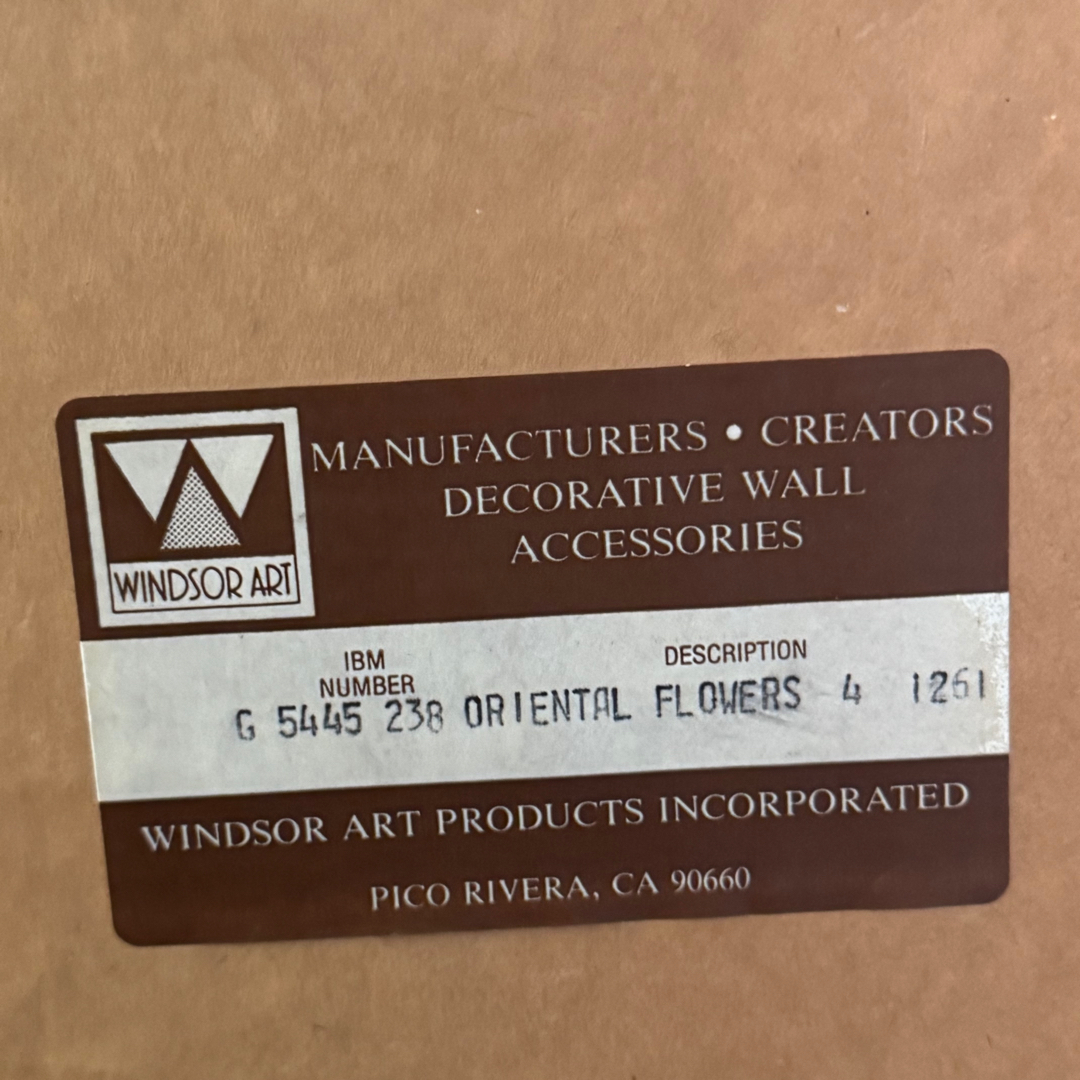 MANUFACTURERS • CREATORS
DECORATIVE WALL
ACCESSORIES
WINDSOR ART
IBM
NUMBER
DESCRIPTION
G 5445 238 ORIENTAL FLOWERS 4 1261
WINDSOR ART PRODUCTS INCORPORATED
PICO RIVERA, CA 90660